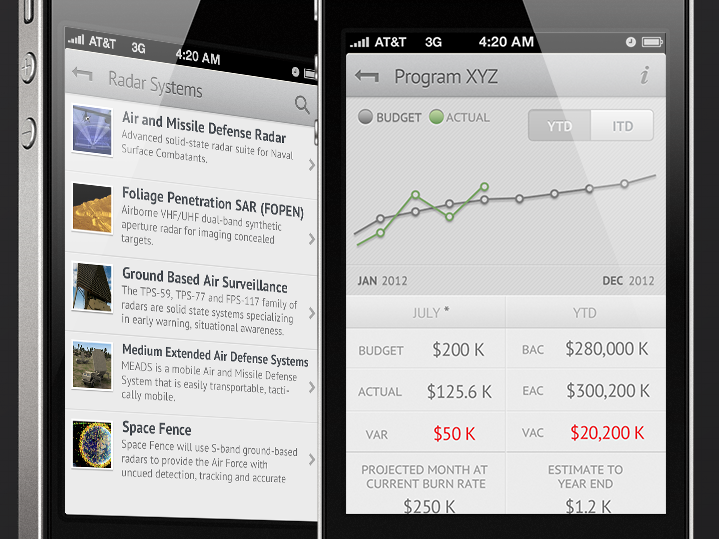 AT&T 3G 4:20 AM
Radar Systems
Air and Missile Defense Radar
Advanced solid-state radar suite for Naval
Surface Combatants.
Foliage Penetration SAR (FOPEN)
Airborne VHF/UHF dual-band synthetic
aperture radar for imaging concealed
targets.
Ground Based Air Surveillance
The TPS-59, TPS-77 and FPS-117 family of
radars are solid state systems specializing
in early warning, situational awareness.
Medium Extended Air Defense Systems
MEADS is a mobile Air and Missile Defense
System that is easily transportable, tacti-
cally mobile.
Space Fence
Space Fence will use S-band ground-based
radars to provide the Air Force with
uncued detection, tracking and accurate
AT&T 3G 4:20 AM
Program XYZ i
BUDGET ACTUAL YTD ITD
JAN 2012 DEC 2012
JULY * YTD
BUDGET $200 K BAC $280,000 K
ACTUAL $125.6 K EAC $300,200 K
VAR $50 K VAC $20,200 K
PROJECTED MONTH AT ESTIMATE TO
CURRENT BURN RATE YEAR END
$250 K $1.2 K